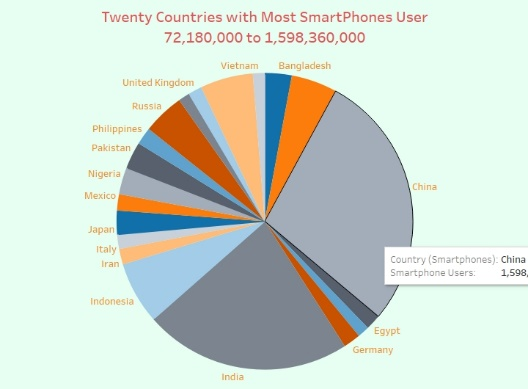 Twenty Countries with Most SmartPhones User
72,180,000 to 1,598,360,000
Vietnam
Bangladesh
United Kingdom
Russia
Philippines
Pakistan
Nigeria
Mexico
Japan
Italy
Iran
Indonesia
India
Germany
Egypt
China
Country (Smartphones): China
Smartphone Users: 1,598,